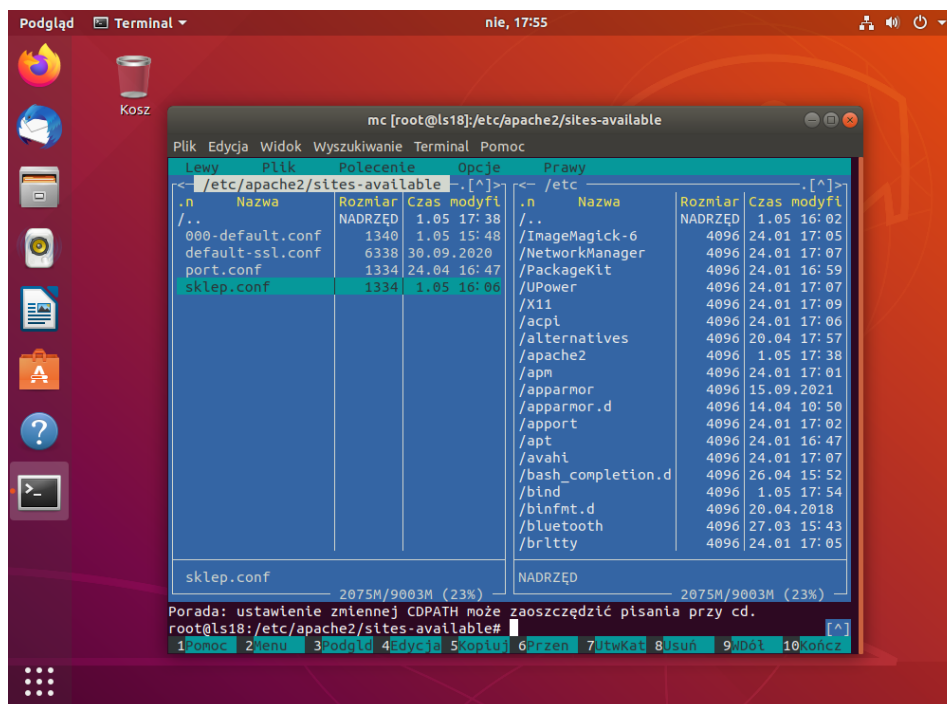 Podgląd Terminal nie, 17:55
Kosz
mc [root@ls18]:/etc/apache2/sites-available
Plik Edycja Widok Wyszukiwanie Terminal Pomoc
Lewy Plik Polecenie Opcje Prawy
<─ /etc/apache2/sites-available ─.[^]> <─ /etc ─.[^]>
.n Nazwa Rozmiar Czas modyfi .n Nazwa Rozmiar Czas modyfi
/.. NADRZĘD 1.05 17:38 /.. NADRZĘD 1.05 16:02
000-default.conf 1340 1.05 15:48 /ImageMagick-6 4096 24.01 17:05
default-ssl.conf 6338 30.09.2020 /NetworkManager 4096 24.01 17:07
port.conf 1334 24.04 16:47 /PackageKit 4096 24.01 16:59
sklep.conf 1334 1.05 16:06 /UPower 4096 24.01 17:07
/X11 4096 24.01 17:09
/acpi 4096 24.01 17:06
/alternatives 4096 20.04 17:57
/apache2 4096 1.05 17:38
/apm 4096 24.01 17:01
/apparmor 4096 15.09.2021
/apparmor.d 4096 14.04 10:50
/apport 4096 24.01 17:02
/apt 4096 24.01 16:47
/avahi 4096 24.01 17:07
/bash_completion.d 4096 26.04 15:52
/bind 4096 1.05 17:54
/binfmt.d 4096 20.04.2018
/bluetooth 4096 27.03 15:43
/brltty 4096 24.01 17:05
sklep.conf NADRZĘD
2075M/9003M (23%) 2075M/9003M (23%)
Porada: ustawienie zmiennej CDPATH może zaoszczędzić pisania przy cd.
root@ls18:/etc/apache2/sites-available# [^]
1Pomoc 2Menu 3Podgld 4Edycja 5Kopiuj 6Przen 7UtwKat 8Usuń 9WDół 10Kończ